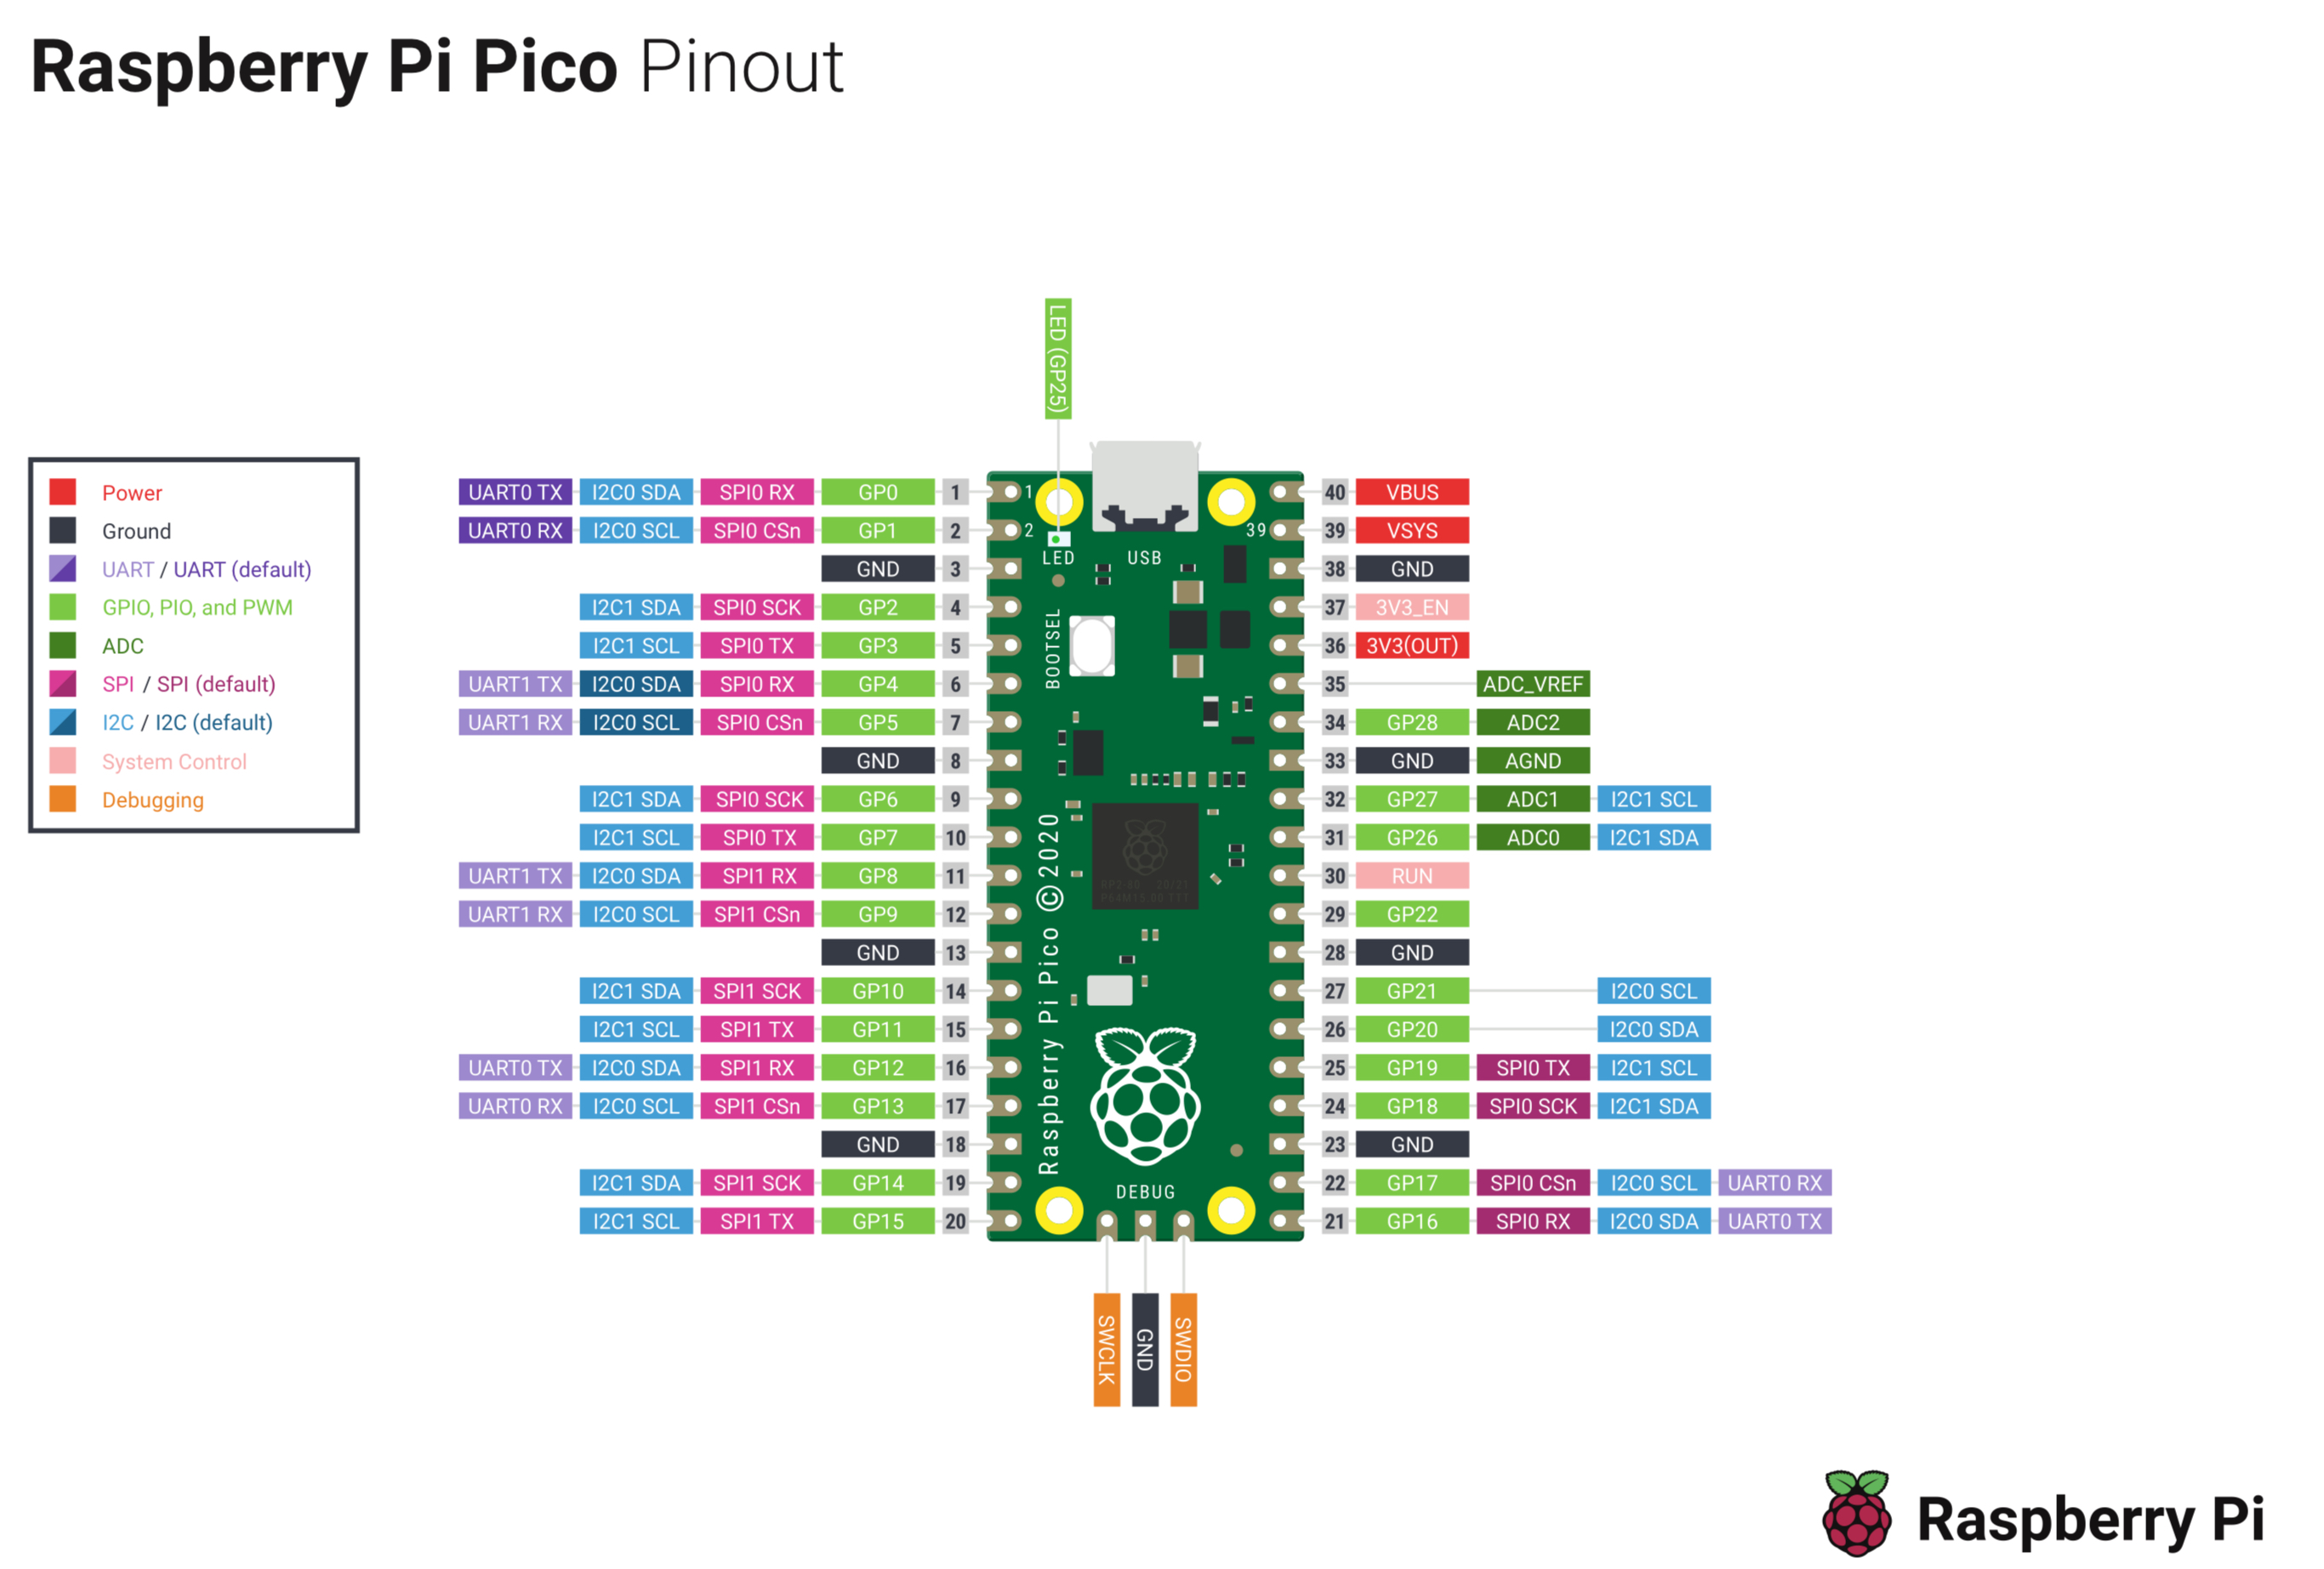 Raspberry Pi Pico Pinout
LED (GP25)
Power
Ground
UART / UART (default)
GPIO, PIO, and PWM
ADC
SPI / SPI (default)
I2C / I2C (default)
System Control
Debugging
UART0 TX I2C0 SDA SPI0 RX GP0 1 1 40 VBUS
UART0 RX I2C0 SCL SPI0 CSn GP1 2 2 39 39 VSYS
LED USB
GND 3 38 GND
I2C1 SDA SPI0 SCK GP2 4 37 3V3_EN
I2C1 SCL SPI0 TX GP3 5 36 3V3(OUT)
BOOTSEL
UART1 TX I2C0 SDA SPI0 RX GP4 6 35 ADC_VREF
UART1 RX I2C0 SCL SPI0 CSn GP5 7 34 GP28 ADC2
GND 8 33 GND AGND
I2C1 SDA SPI0 SCK GP6 9 32 GP27 ADC1 I2C1 SCL
I2C1 SCL SPI0 TX GP7 10 31 GP26 ADC0 I2C1 SDA
UART1 TX I2C0 SDA SPI1 RX GP8 11 30 RUN
UART1 RX I2C0 SCL SPI1 CSn GP9 12 29 GP22
GND 13 28 GND
I2C1 SDA SPI1 SCK GP10 14 27 GP21 I2C0 SCL
I2C1 SCL SPI1 TX GP11 15 26 GP20 I2C0 SDA
UART0 TX I2C0 SDA SPI1 RX GP12 16 25 GP19 SPI0 TX I2C1 SCL
UART0 RX I2C0 SCL SPI1 CSn GP13 17 24 GP18 SPI0 SCK I2C1 SDA
GND 18 23 GND
I2C1 SDA SPI1 SCK GP14 19 22 GP17 SPI0 CSn I2C0 SCL UART0 RX
I2C1 SCL SPI1 TX GP15 20 21 GP16 SPI0 RX I2C0 SDA UART0 TX
Raspberry Pi Pico ©2020
DEBUG
SWCLK
GND
SWDIO
Raspberry Pi